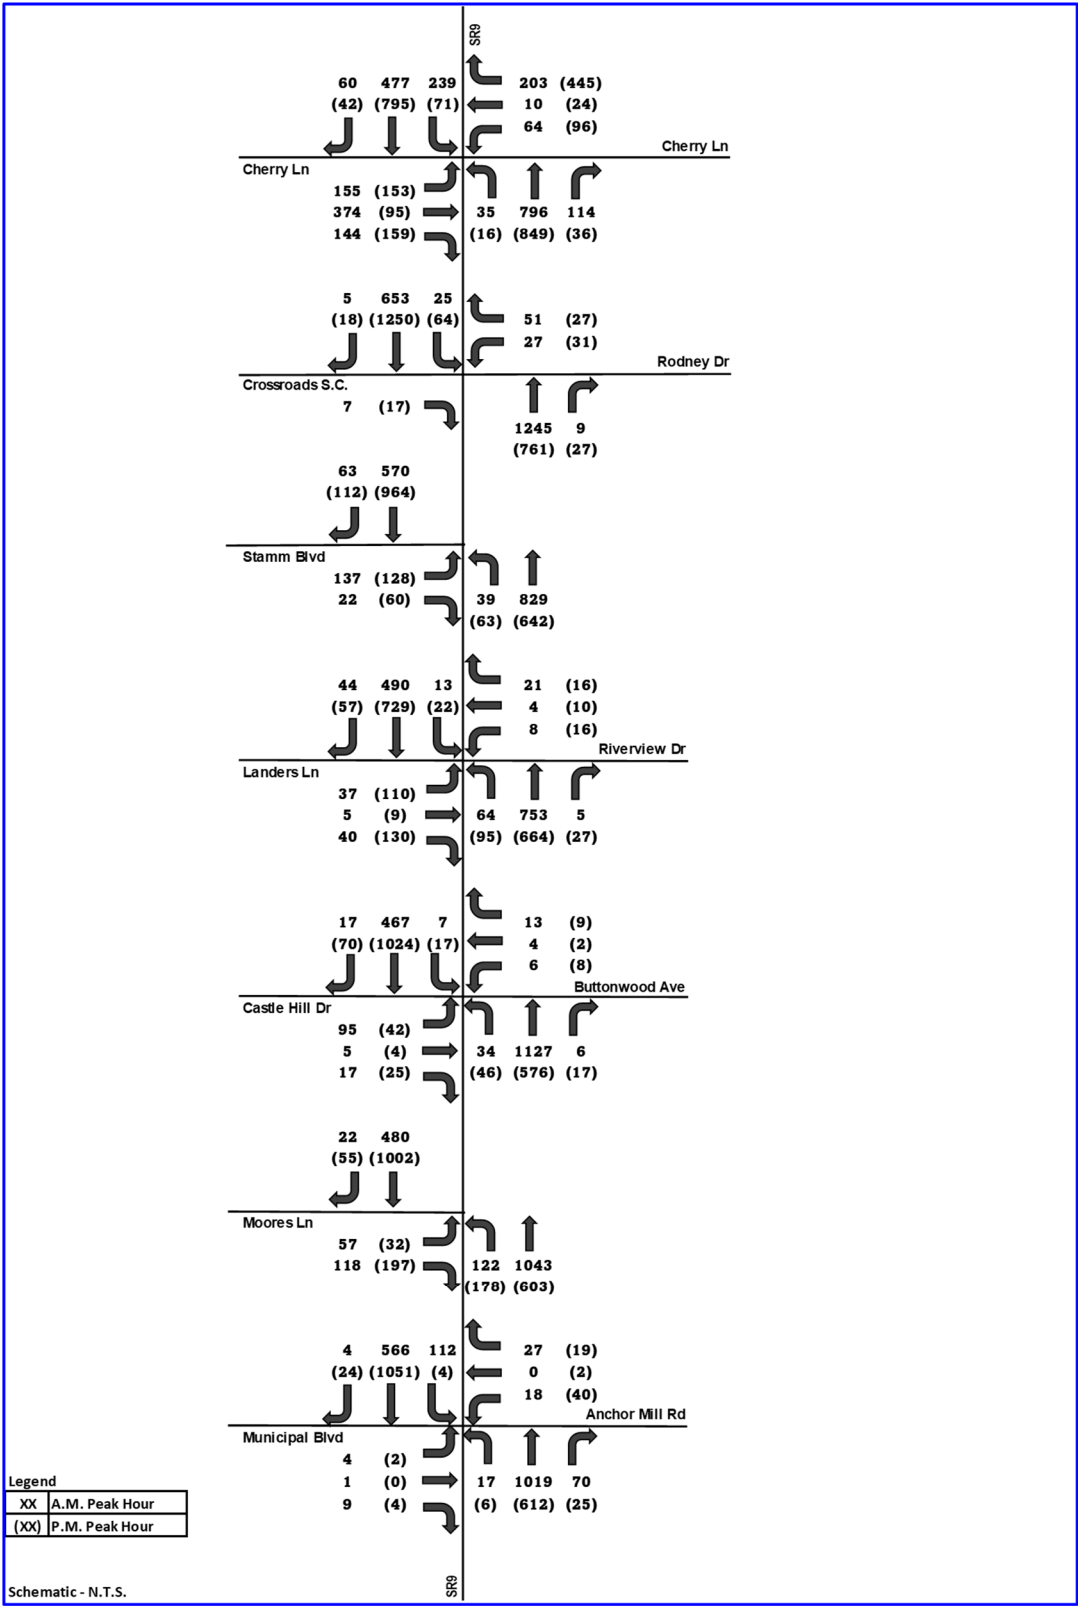 SR9
60 477 239 203 (445)
(42) (795) (71) 10 (24)
64 (96)
Cherry Ln
Cherry Ln
155 (153)
374 (95) 35 796 114
144 (159) (16) (849) (36)
5 653 25
(18) (1250) (64) 51 (27)
27 (31)
Rodney Dr
Crossroads S.C.
7 (17)
1245 9
(761) (27)
63 570
(112) (964)
Stamm Blvd
137 (128)
22 (60) 39 829
(63) (642)
44 490 13 21 (16)
(57) (729) (22) 4 (10)
8 (16)
Riverview Dr
Landers Ln
37 (110)
5 (9) 64 753 5
40 (130) (95) (664) (27)
17 467 7 13 (9)
(70) (1024) (17) 4 (2)
6 (8)
Buttonwood Ave
Castle Hill Dr
95 (42)
5 (4) 34 1127 6
17 (25) (46) (576) (17)
22 480
(55) (1002)
Moores Ln
57 (32)
118 (197) 122 1043
(178) (603)
4 566 112 27 (19)
(24) (1051) (4) 0 (2)
18 (40)
Anchor Mill Rd
Municipal Blvd
4 (2)
1 (0) 17 1019 70
9 (4) (6) (612) (25)
Legend
XX A.M. Peak Hour
(XX) P.M. Peak Hour
SR9
Schematic - N.T.S.